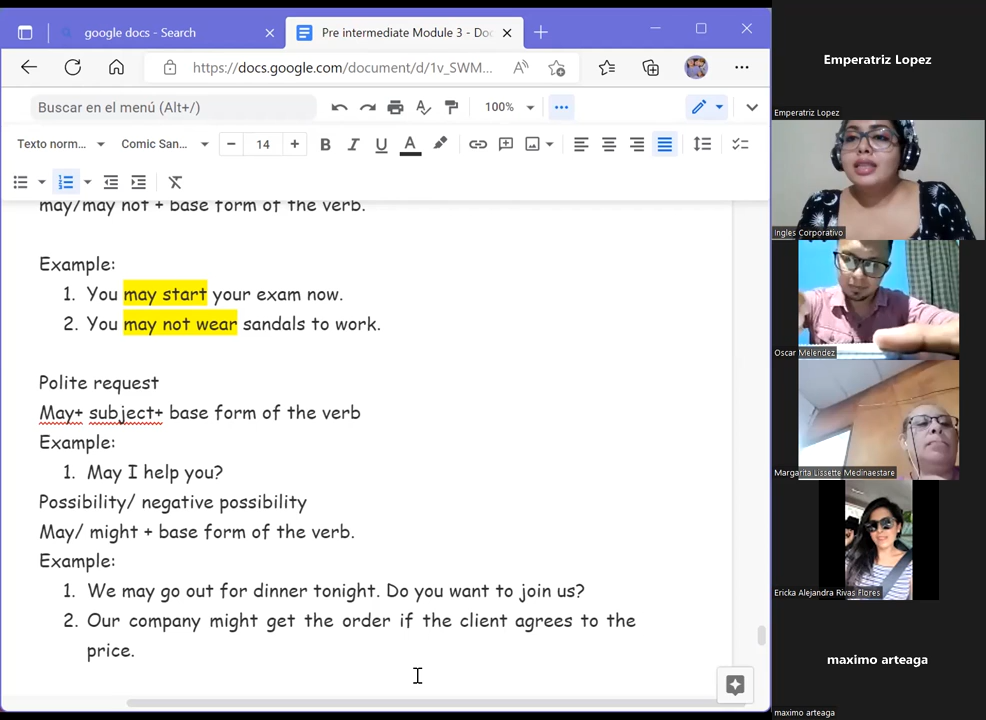 google docs - Search
Pre intermediate Module 3 - Doc
https://docs.google.com/document/d/1v_SWM...
Buscar en el menú (Alt+/)
100%
Texto norm...
Comic San...
14
B I U A
may/may not + base form of the verb.
Example:
1. You may start your exam now.
2. You may not wear sandals to work.
Polite request
May+ subject+ base form of the verb
Example:
1. May I help you?
Possibility/ negative possibility
May/ might + base form of the verb.
Example:
1. We may go out for dinner tonight. Do you want to join us?
2. Our company might get the order if the client agrees to the
price.
Emperatriz Lopez
Emperatriz Lopez
Ingles Corporativo
Oscar Melendez
Margarita Lissette Medinaestare
Ericka Alejandra Rivas Flores
maximo arteaga
maximo arteaga